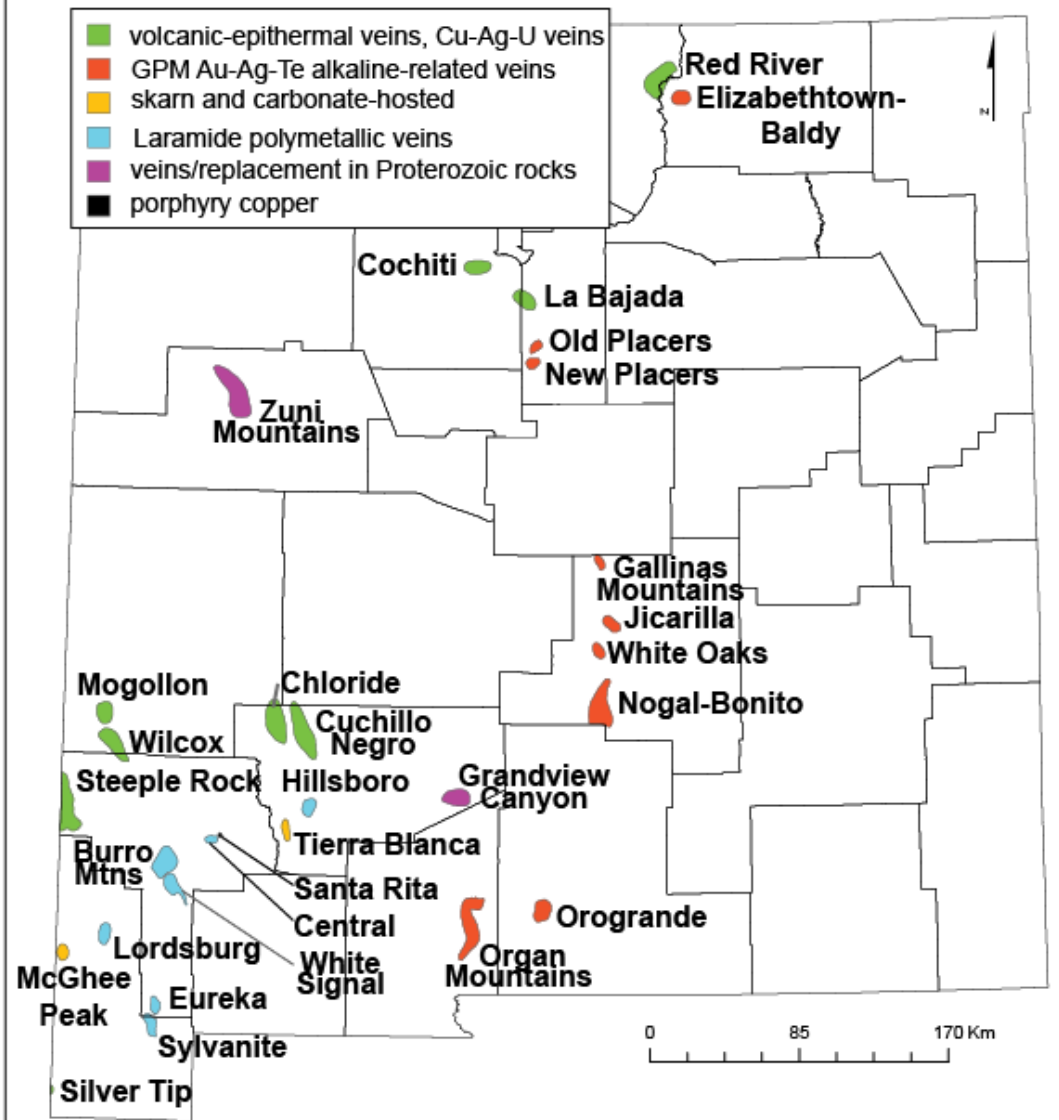 volcanic-epithermal veins, Cu-Ag-U veins
GPM Au-Ag-Te alkaline-related veins
skarn and carbonate-hosted
Laramide polymetallic veins
veins/replacement in Proterozoic rocks
porphyry copper
Red River
Elizabethtown-
Baldy
N
Cochiti
La Bajada
Old Placers
New Placers
Zuni
Mountains
Gallinas
Mountains
Jicarilla
White Oaks
Nogal-Bonito
Mogollon
Chloride
Cuchillo
Negro
Wilcox
Steeple Rock
Hillsboro
Grandview
Canyon
Tierra Blanca
Burro
Mtns
Santa Rita
Central
Orogrande
Lordsburg
White
Signal
Organ
Mountains
McGhee
Peak
Eureka
Sylvanite
Silver Tip
0 85 170 Km